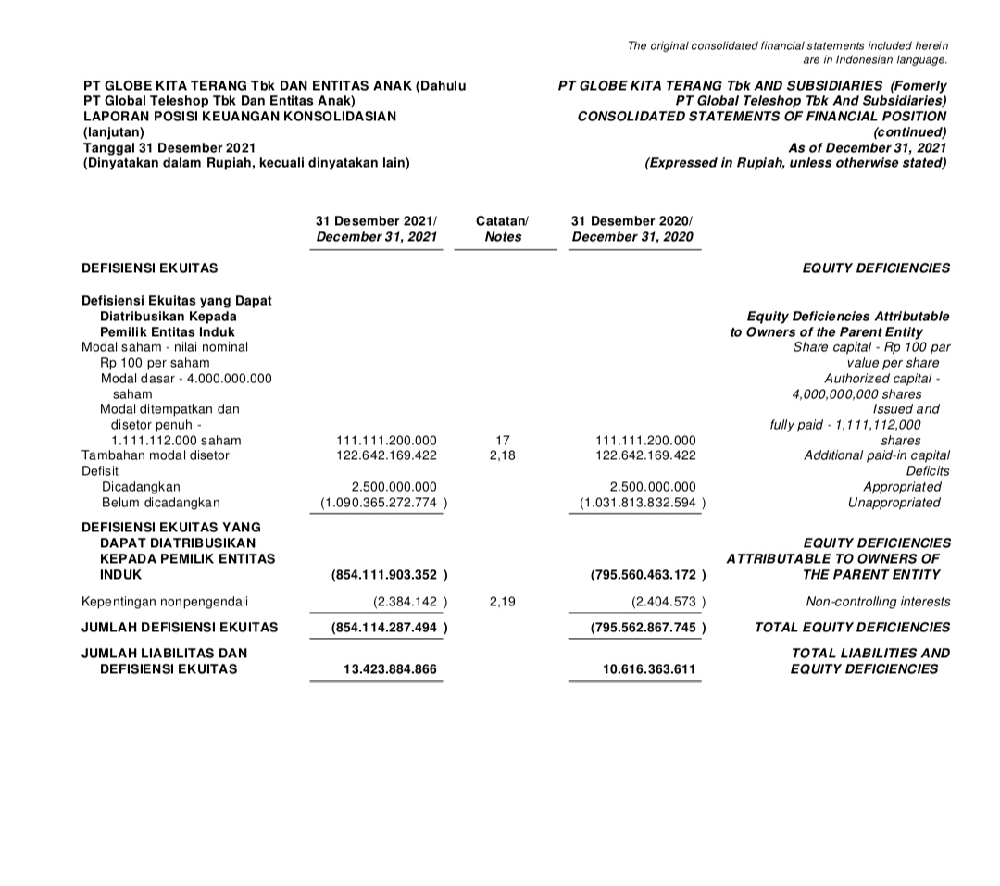 The original consolidated financial statements included herein
are in Indonesian language.
PT GLOBE KITA TERANG Tbk DAN ENTITAS ANAK (Dahulu
PT Global Teleshop Tbk Dan Entitas Anak)
LAPORAN POSISI KEUANGAN KONSOLIDASIAN
(lanjutan)
Tanggal 31 Desember 2021
(Dinyatakan dalam Rupiah, kecuali dinyatakan lain)
PT GLOBE KITA TERANG Tbk AND SUBSIDIARIES (Fomerly
PT Global Teleshop Tbk And Subsidiaries)
CONSOLIDATED STATEMENTS OF FINANCIAL POSITION
(continued)
As of December 31, 2021
(Expressed in Rupiah, unless otherwise stated)
31 Desember 2021/ Catatan/ 31 Desember 2020/
December 31, 2021 Notes December 31, 2020
DEFISIENSI EKUITAS EQUITY DEFICIENCIES
Defisiensi Ekuitas yang Dapat
Diatribusikan Kepada Equity Deficiencies Attributable
Pemilik Entitas Induk to Owners of the Parent Entity
Modal saham - nilai nominal Share capital - Rp 100 par
Rp 100 per saham value per share
Modal dasar - 4.000.000.000 Authorized capital -
saham 4,000,000,000 shares
Modal ditempatkan dan Issued and
disetor penuh - fully paid - 1,111,112,000
1.111.112.000 saham 111.111.200.000 17 111.111.200.000 shares
Tambahan modal disetor 122.642.169.422 2,18 122.642.169.422 Additional paid-in capital
Defisit Deficits
Dicadangkan 2.500.000.000 2.500.000.000 Appropriated
Belum dicadangkan (1.090.365.272.774 ) (1.031.813.832.594 ) Unappropriated
DEFISIENSI EKUITAS YANG
DAPAT DIATRIBUSIKAN EQUITY DEFICIENCIES
KEPADA PEMILIK ENTITAS ATTRIBUTABLE TO OWNERS OF
INDUK (854.111.903.352 ) (795.560.463.172 ) THE PARENT ENTITY
Kepentingan nonpengendali (2.384.142 ) 2,19 (2.404.573 ) Non-controlling interests
JUMLAH DEFISIENSI EKUITAS (854.114.287.494 ) (795.562.867.745 ) TOTAL EQUITY DEFICIENCIES
JUMLAH LIABILITAS DAN TOTAL LIABILITIES AND
DEFISIENSI EKUITAS 13.423.884.866 10.616.363.611 EQUITY DEFICIENCIES